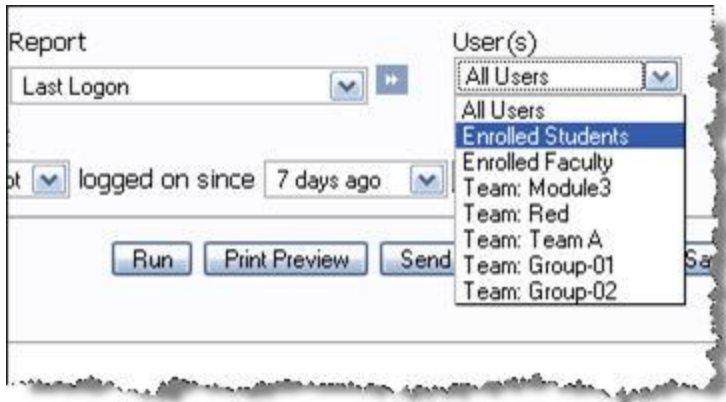 Report
User(s)
Last Logon
All Users
All Users
Enrolled Students
Enrolled Faculty
Team: Module3
Team: Red
Team: Team A
Team: Group-01
Team: Group-02
logged on since 7 days ago
Run Print Preview Send